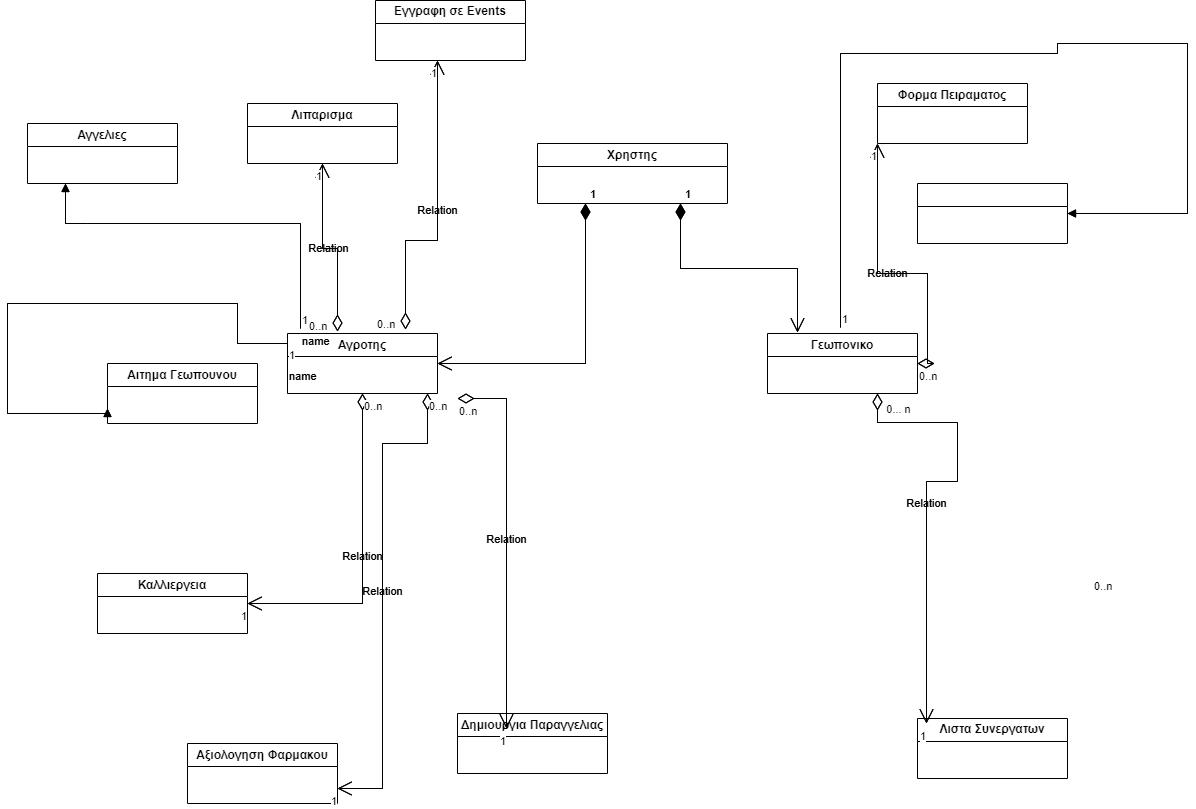 Εγγραφη σε Events
1
Φορμα Πειραματος
Λιπαρισμα
Αγγελιες
Χρηστης
1
1
1
1
Relation
Relation
Relation
1
0..n
0..n
1
name
Αγροτης
1
name
Γεωπονικο
Αιτημα Γεωπουνου
0..n
0..n
0..n
0..n
0... n
Relation
Relation
Relation
Καλλιεργεια
Relation
0..n
1
Δημιουργια Παραγγελιας
1
Λιστα Συνεργατων
1
Αξιολογηση Φαρμακου
1